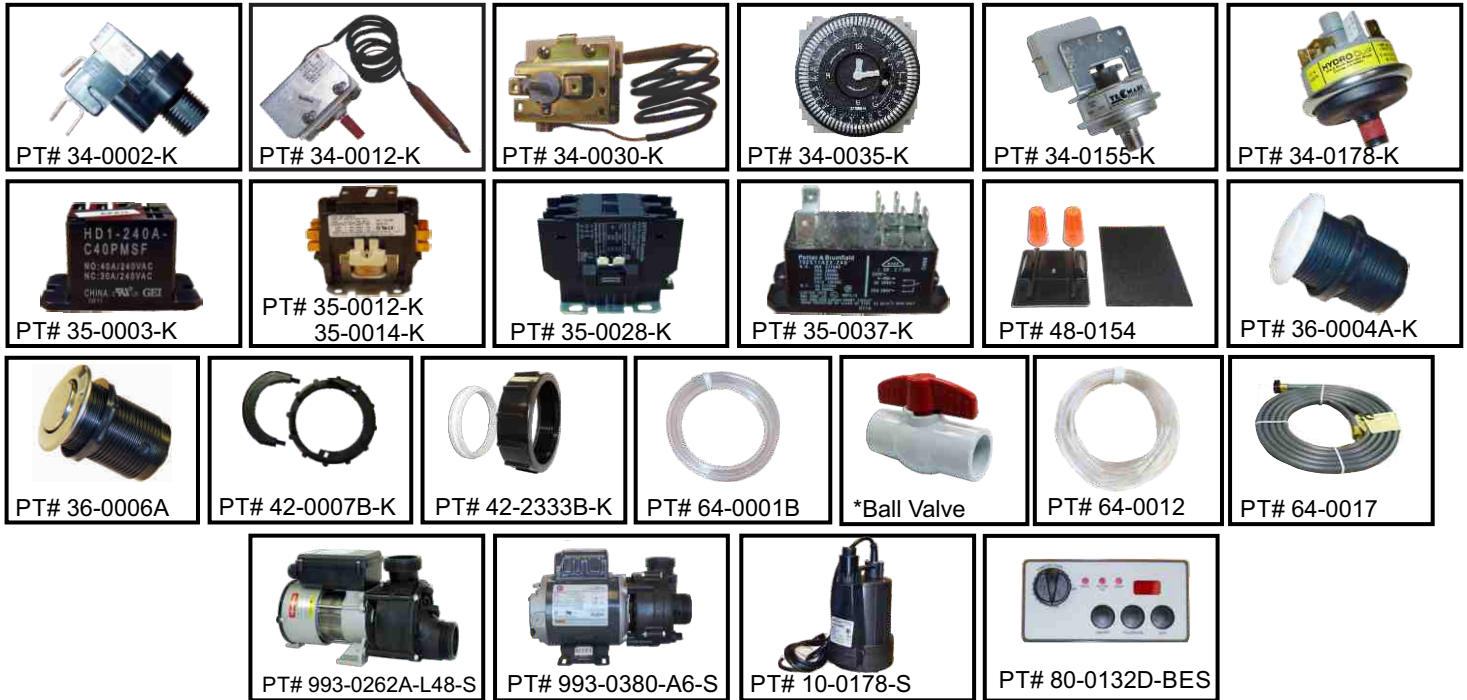 PT# 34-0002-K
PT# 34-0012-K
PT# 34-0030-K
PT# 34-0035-K
TECMARK
PT# 34-0155-K
HYDROQUIP
PT# 34-0178-K
HD1-240A-
C40PMSF
NO:40A/240VAC
NC:30A/240VAC
CHINA GEI
PT# 35-0003-K
PT# 35-0012-K
35-0014-K
PT# 35-0028-K
Potter & Brumfield
PT# 35-0037-K
PT# 48-0154
PT# 36-0004A-K
PT# 36-0006A
PT# 42-0007B-K
PT# 42-2333B-K
PT# 64-0001B
*Ball Valve
PT# 64-0012
PT# 64-0017
PT# 993-0262A-L48-S
PT# 993-0380-A6-S
PT# 10-0178-S
PT# 80-0132D-BES